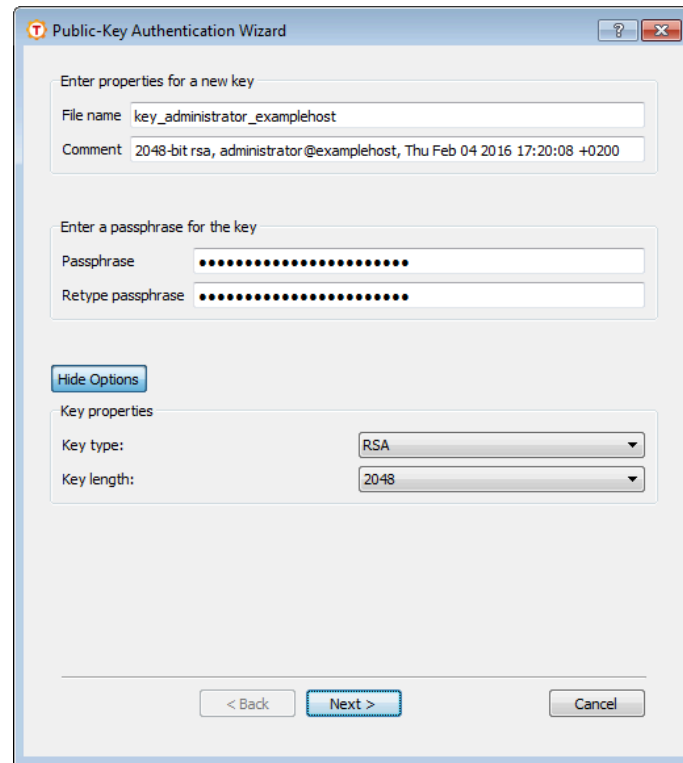 T Public-Key Authentication Wizard ?
Enter properties for a new key
File name key_administrator_examplehost
Comment 2048-bit rsa, administrator@examplehost, Thu Feb 04 2016 17:20:08 +0200
Enter a passphrase for the key
Passphrase ●●●●●●●●●●●●●●●●●●●●●●●
Retype passphrase ●●●●●●●●●●●●●●●●●●●●●●●
Hide Options
Key properties
Key type: RSA
Key length: 2048
< Back Next > Cancel